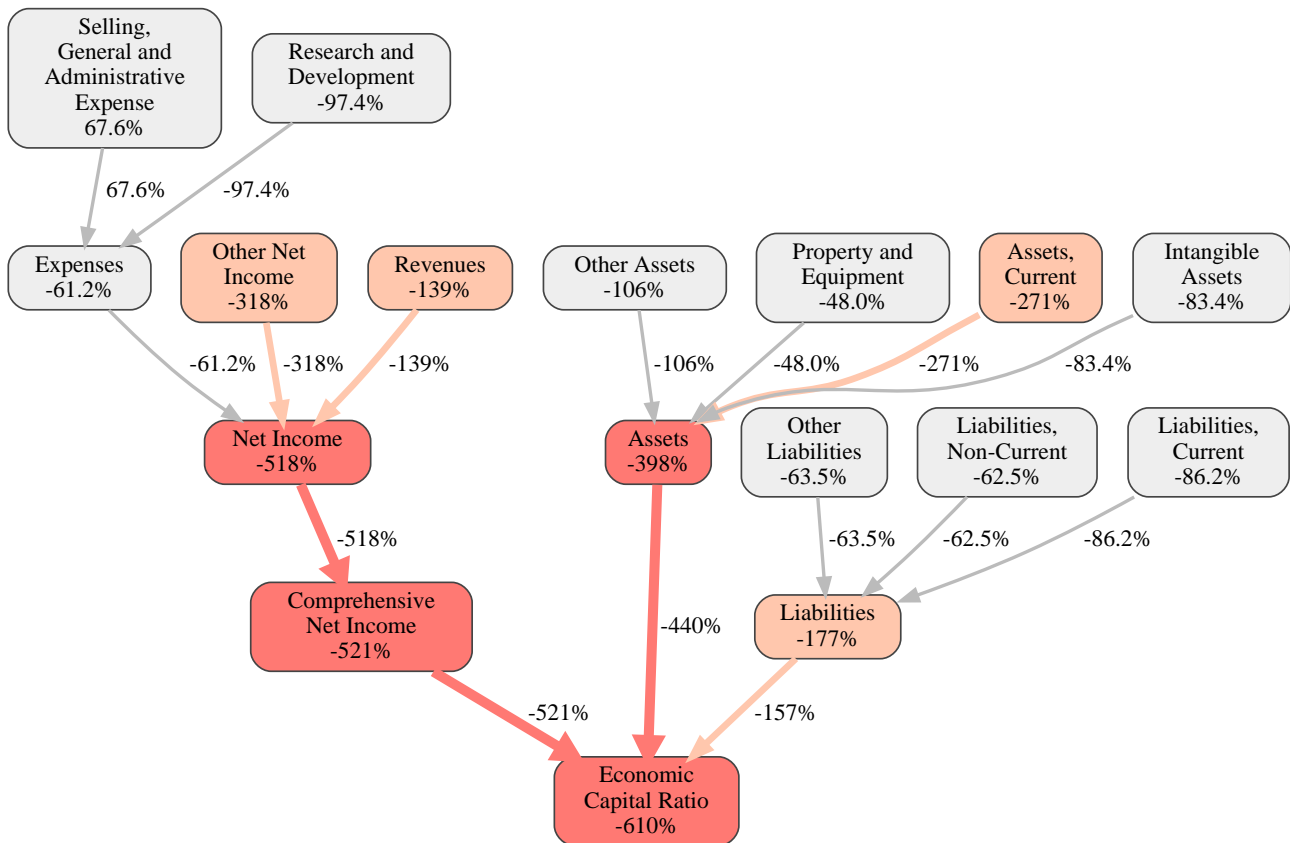 Selling,
General and
Administrative
Expense
67.6%
Research and
Development
-97.4%
67.6%
-97.4%
Expenses
-61.2%
Other Net
Income
-318%
Revenues
-139%
Other Assets
-106%
Property and
Equipment
-48.0%
Assets,
Current
-271%
Intangible
Assets
-83.4%
-61.2%
-318%
-139%
-106%
-48.0%
-271%
-83.4%
Net Income
-518%
Assets
-398%
Other
Liabilities
-63.5%
Liabilities,
Non-Current
-62.5%
Liabilities,
Current
-86.2%
-518%
-63.5%
-62.5%
-86.2%
Comprehensive
Net Income
-521%
-440%
Liabilities
-177%
-521%
-157%
Economic
Capital Ratio
-610%